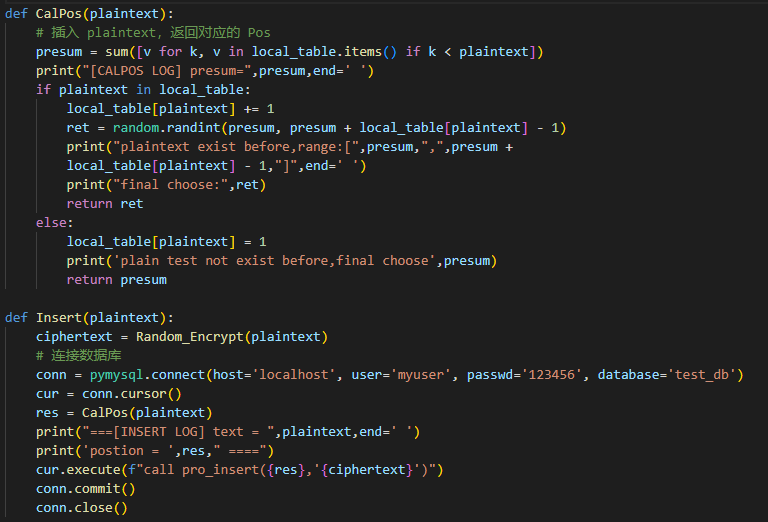 def CalPos(plaintext):
    # 插入 plaintext, 返回对应的 Pos
    presum = sum([v for k, v in local_table.items() if k < plaintext])
    print("[CALPOS LOG] presum=",presum,end=' ')
    if plaintext in local_table:
        local_table[plaintext] += 1
        ret = random.randint(presum, presum + local_table[plaintext] - 1)
        print("plaintext exist before,range:[",presum,",",presum +
        local_table[plaintext] - 1,"]",end=' ')
        print("final choose:",ret)
        return ret
    else:
        local_table[plaintext] = 1
        print('plain test not exist before,final choose',presum)
        return presum

def Insert(plaintext):
    ciphertext = Random_Encrypt(plaintext)
    # 连接数据库
    conn = pymysql.connect(host='localhost', user='myuser', passwd='123456', database='test_db')
    cur = conn.cursor()
    res = CalPos(plaintext)
    print("===[INSERT LOG] text = ",plaintext,end=' ')
    print('postion = ',res," ====")
    cur.execute(f"call pro_insert({res},'{ciphertext}')")
    conn.commit()
    conn.close()